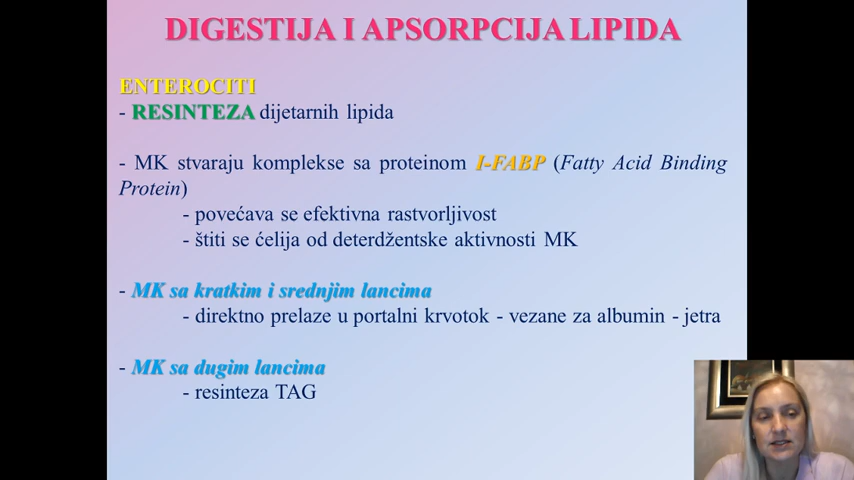 DIGESTIJA I APSORPCIJA LIPIDA
ENTEROCITI
- RESINTEZA dijetarnih lipida
- MK stvaraju komplekse sa proteinom I-FABP (Fatty Acid Binding
Protein)
- povećava se efektivna rastvorljivost
- štiti se ćelija od deterdžentske aktivnosti MK
- MK sa kratkim i srednjim lancima
- direktno prelaze u portalni krvotok - vezane za albumin - jetra
- MK sa dugim lancima
- resinteza TAG